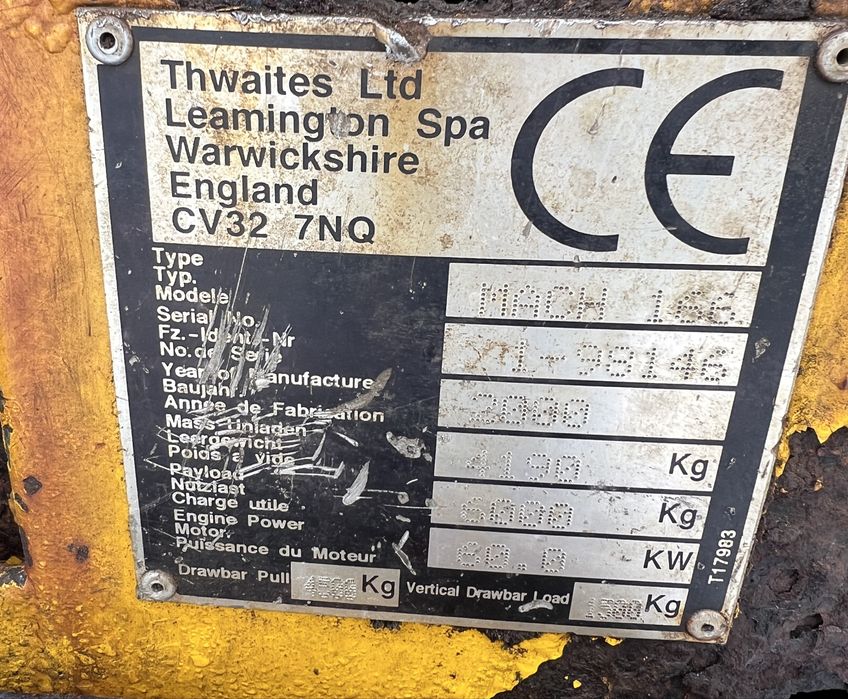 Thwaites Ltd
Leamington Spa
Warwickshire
England
CV32 7NQ
CE
Type
Typ.
Modele
MACH
Serial No.
Fz.-Ident-Nr
No. de Serie
Year of Manufacture
Baujahr
Année de Fabrication
2000
Mass Unladen
Leergewicht
Poids à vide
4190 Kg
Payload
Nutzlast
Charge utile
6000 Kg
Engine Power
Motor
Puissance du Moteur
KW
Drawbar Pull Kg Vertical Drawbar Load 1500 Kg
T17983